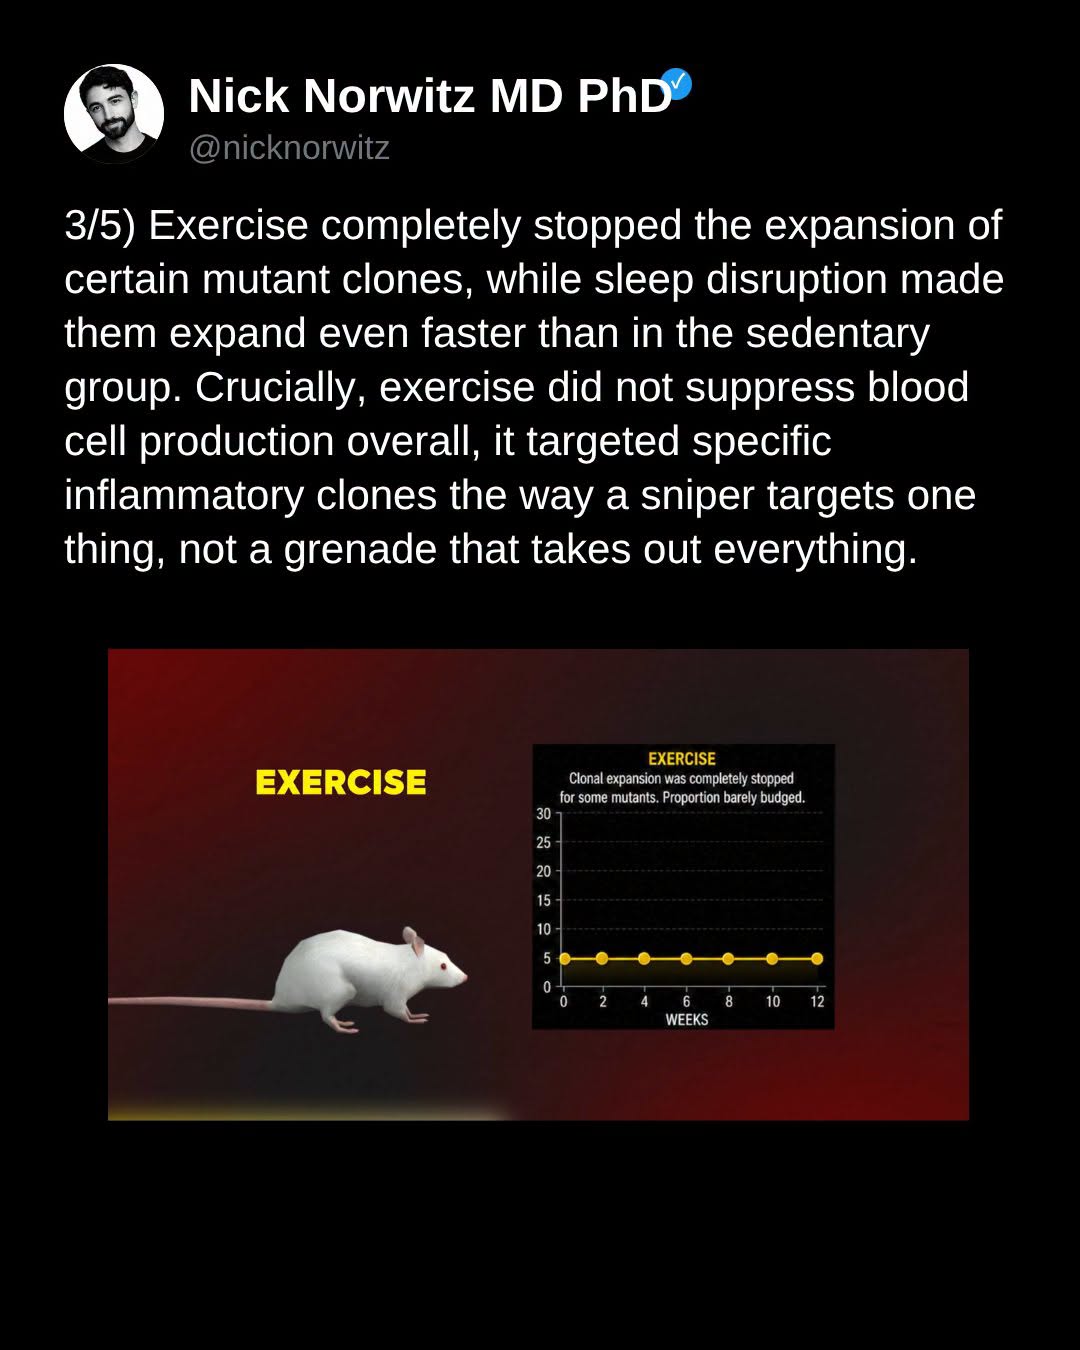 Nick Norwitz MD PhD
@nicknorwitz
3/5) Exercise completely stopped the expansion of
certain mutant clones, while sleep disruption made
them expand even faster than in the sedentary
group. Crucially, exercise did not suppress blood
cell production overall, it targeted specific
inflammatory clones the way a sniper targets one
thing, not a grenade that takes out everything.
EXERCISE
EXERCISE
Clonal expansion was completely stopped
for some mutants. Proportion barely budged.
30
25
20
15
10
5
0
0 2 4 6 8 10 12
WEEKS